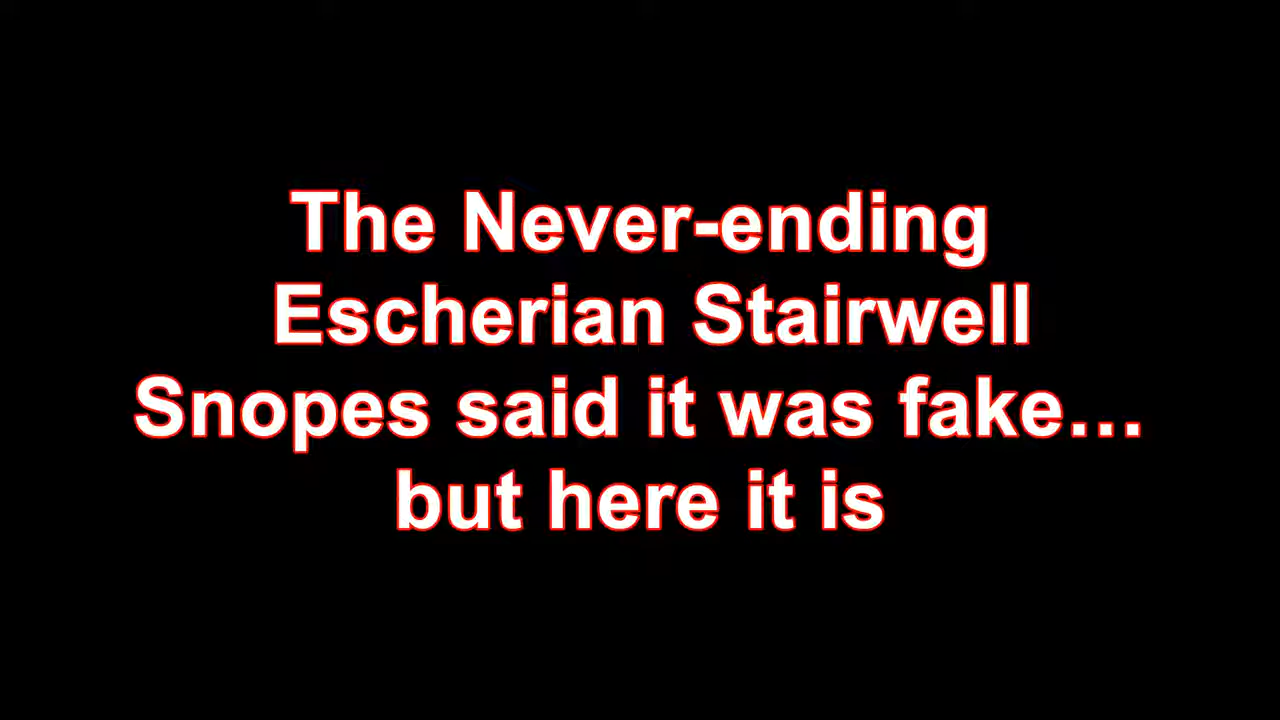 The Never-ending
Escherian Stairwell
Snopes said it was fake...
but here it is